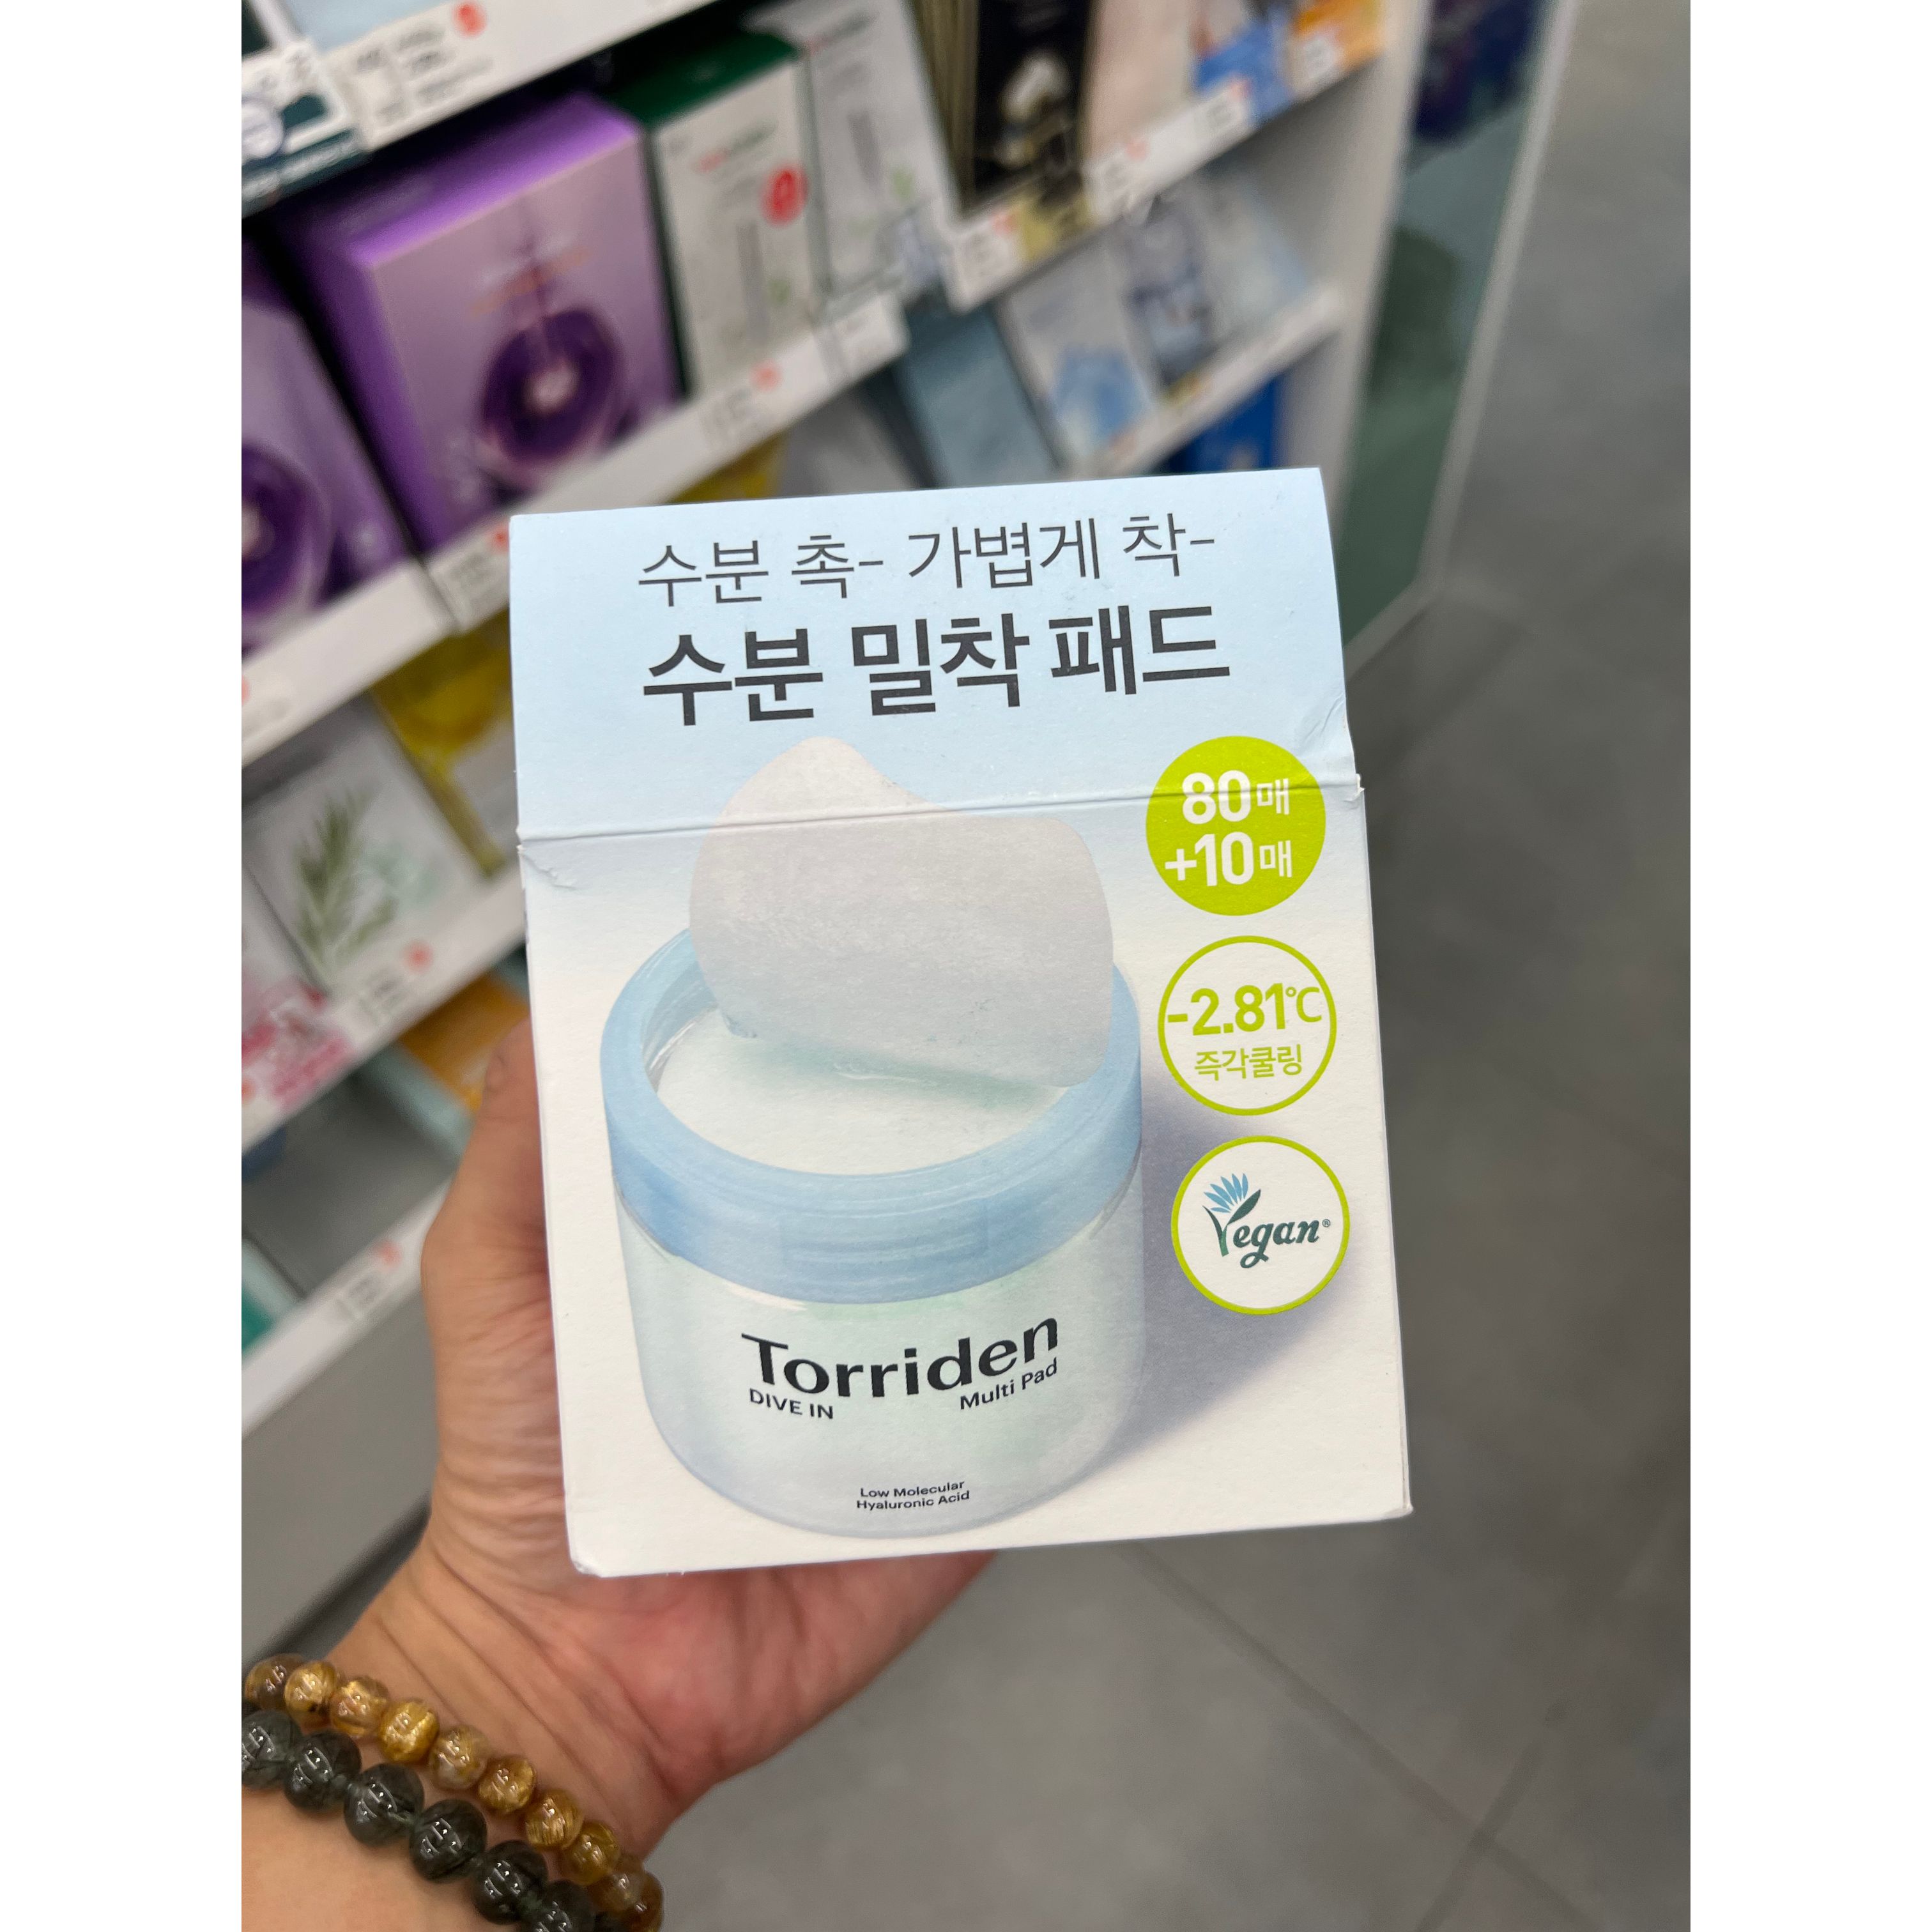 수분 촉- 가볍게 착-
수분 밀착 패드
80매
+10매
-2.81℃
즉각쿨링
Vegan®
Torriden
DIVE IN Multi Pad
Low Molecular
Hyaluronic Acid